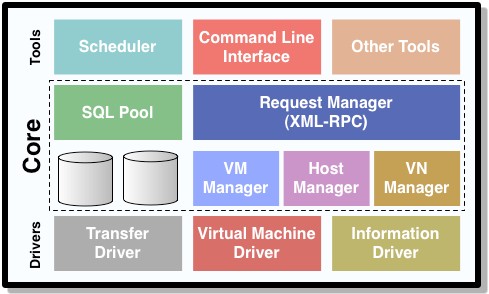 Tools
Scheduler
Command Line
Interface
Other Tools
Core
SQL Pool
Request Manager
(XML-RPC)
VM
Manager
Host
Manager
VN
Manager
Drivers
Transfer
Driver
Virtual Machine
Driver
Information
Driver